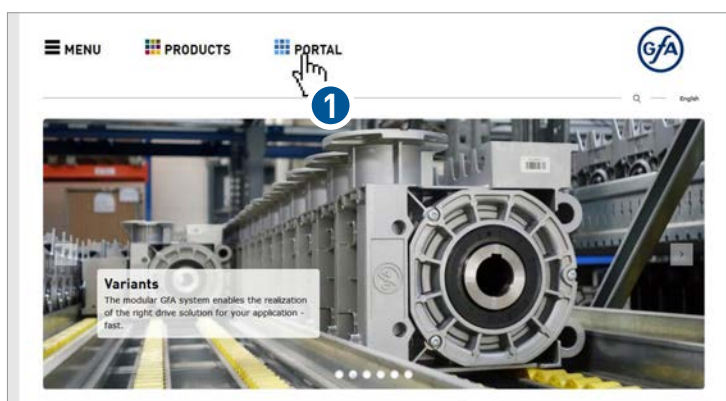 MENU PRODUCTS PORTAL
GfA
1
English
Variants
The modular GfA system enables the realization
of the right drive solution for your application -
fast.